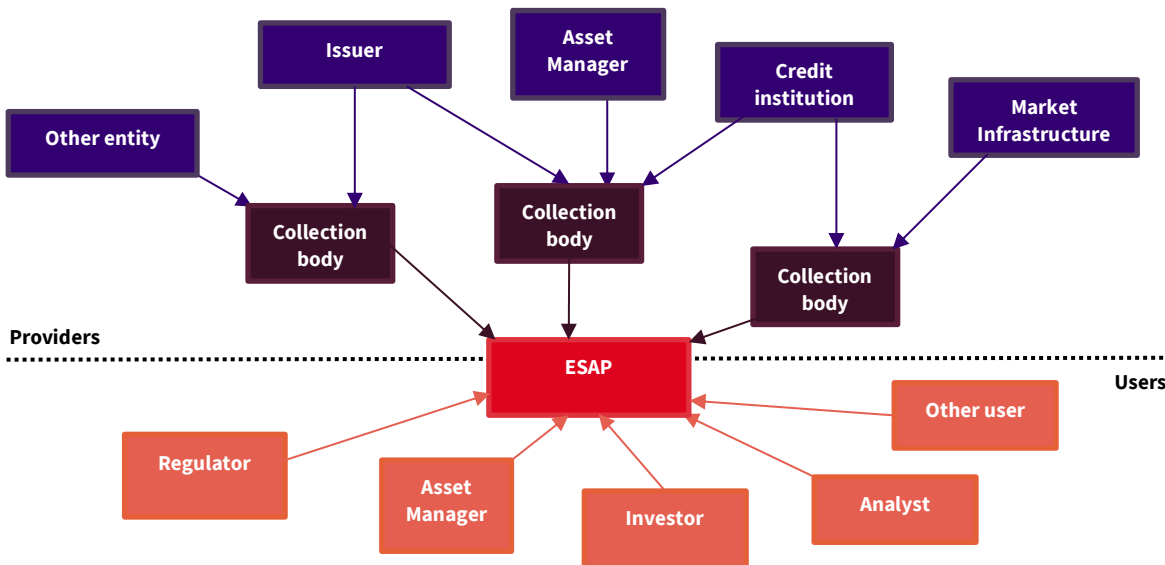 Issuer
Asset
Manager
Credit
institution
Market
Infrastructure
Other entity
Collection
body
Collection
body
Collection
body
Providers
ESAP
Users
Other user
Regulator
Asset
Manager
Investor
Analyst